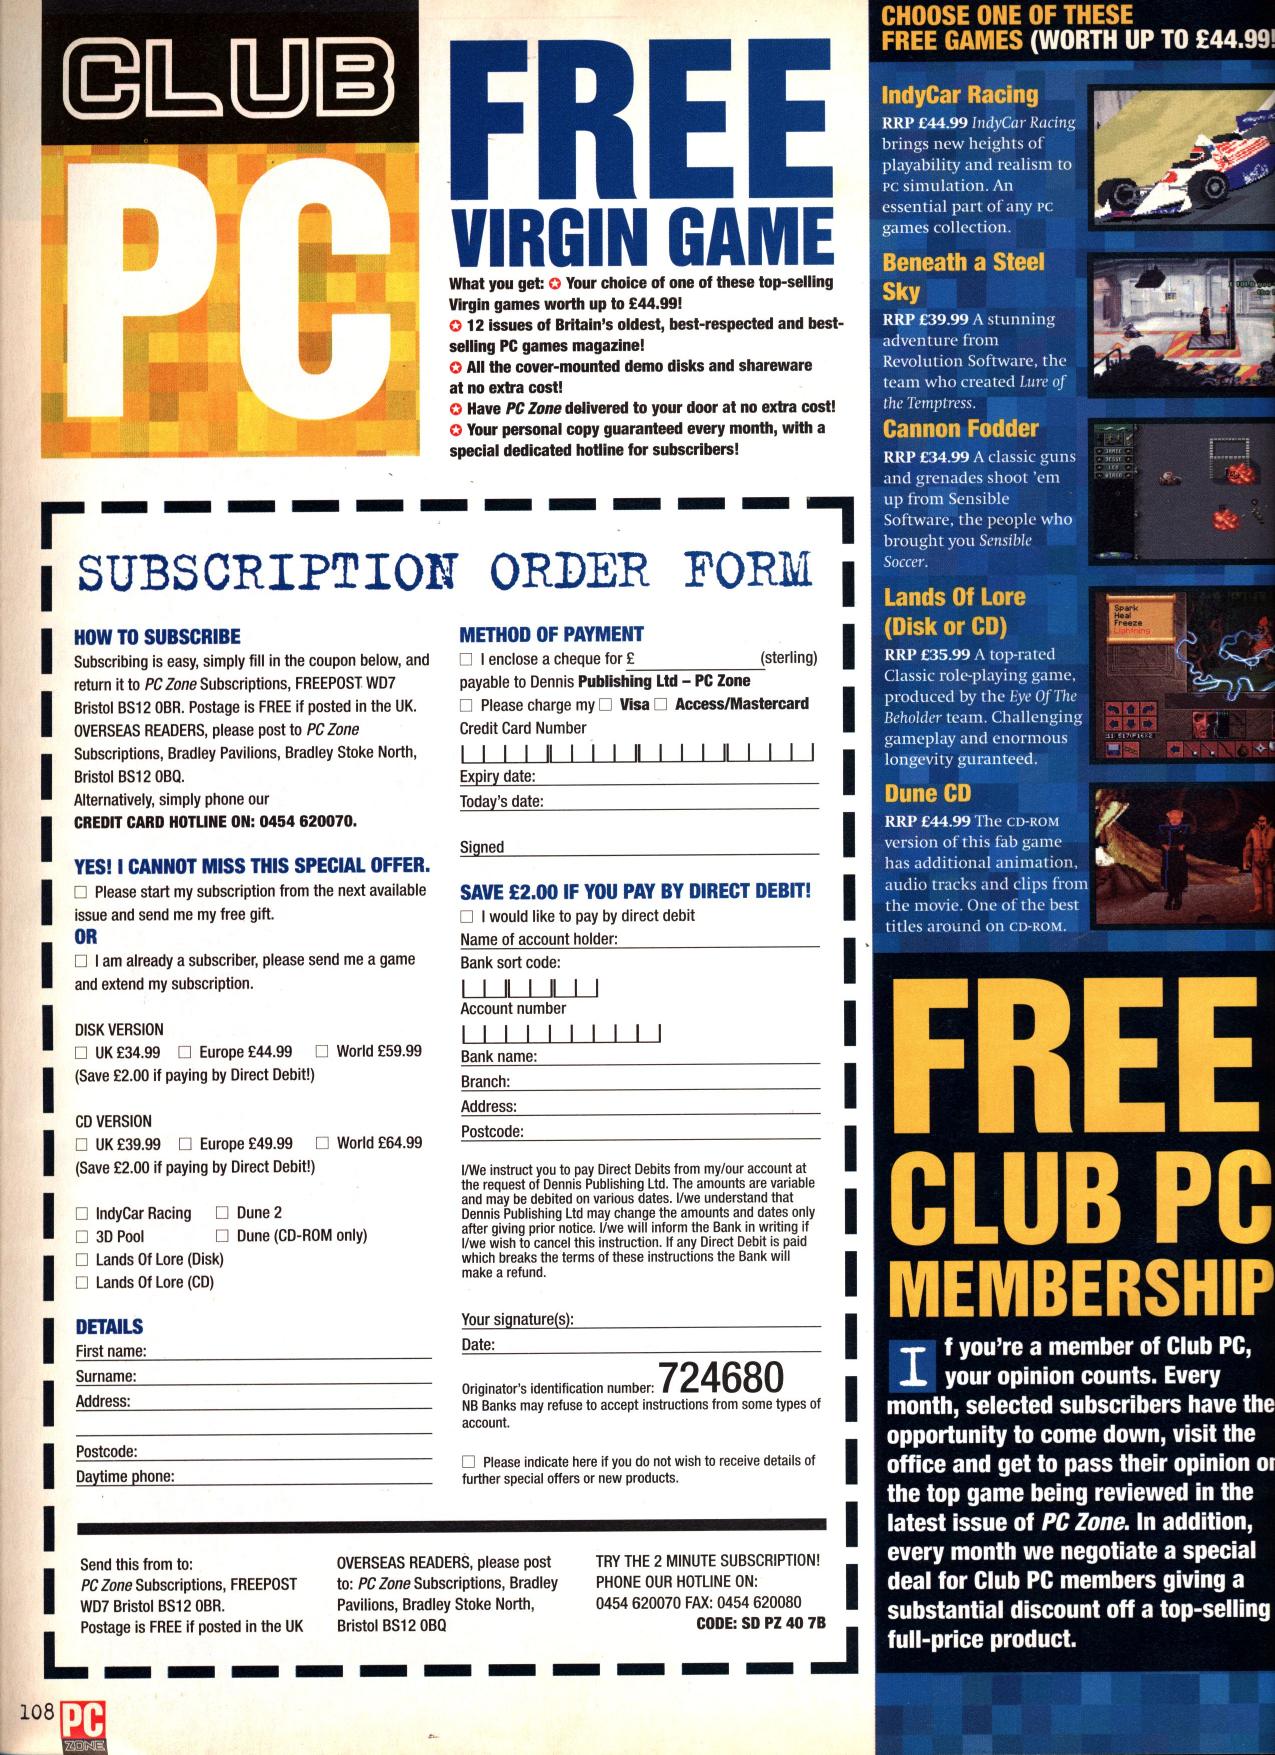 CLUB
PC
FREE
VIRGIN GAME
What you get: ✪ Your choice of one of these top-selling
Virgin games worth up to £44.99!
✪ 12 issues of Britain's oldest, best-respected and best-
selling PC games magazine!
✪ All the cover-mounted demo disks and shareware
at no extra cost!
✪ Have PC Zone delivered to your door at no extra cost!
✪ Your personal copy guaranteed every month, with a
special dedicated hotline for subscribers!
SUBSCRIPTION ORDER FORM
HOW TO SUBSCRIBE
Subscribing is easy, simply fill in the coupon below, and
return it to PC Zone Subscriptions, FREEPOST WD7
Bristol BS12 0BR. Postage is FREE if posted in the UK.
OVERSEAS READERS, please post to PC Zone
Subscriptions, Bradley Pavilions, Bradley Stoke North,
Bristol BS12 0BQ.
Alternatively, simply phone our
CREDIT CARD HOTLINE ON: 0454 620070.
YES! I CANNOT MISS THIS SPECIAL OFFER.
☐ Please start my subscription from the next available
issue and send me my free gift.
OR
☐ I am already a subscriber, please send me a game
and extend my subscription.
DISK VERSION
☐ UK £34.99 ☐ Europe £44.99 ☐ World £59.99
(Save £2.00 if paying by Direct Debit!)
CD VERSION
☐ UK £39.99 ☐ Europe £49.99 ☐ World £64.99
(Save £2.00 if paying by Direct Debit!)
☐ IndyCar Racing ☐ Dune 2
☐ 3D Pool ☐ Dune (CD-ROM only)
☐ Lands Of Lore (Disk)
☐ Lands Of Lore (CD)
DETAILS
First name:
Surname:
Address:
Postcode:
Daytime phone:
METHOD OF PAYMENT
☐ I enclose a cheque for £ (sterling)
payable to Dennis Publishing Ltd – PC Zone
☐ Please charge my ☐ Visa ☐ Access/Mastercard
Credit Card Number
Expiry date:
Today's date:
Signed
SAVE £2.00 IF YOU PAY BY DIRECT DEBIT!
☐ I would like to pay by direct debit
Name of account holder:
Bank sort code:
Account number
Bank name:
Branch:
Address:
Postcode:
I/We instruct you to pay Direct Debits from my/our account at
the request of Dennis Publishing Ltd. The amounts are variable
and may be debited on various dates. I/we understand that
Dennis Publishing Ltd may change the amounts and dates only
after giving prior notice. I/we will inform the Bank in writing if
I/we wish to cancel this instruction. If any Direct Debit is paid
which breaks the terms of these instructions the Bank will
make a refund.
Your signature(s):
Date:
Originator's identification number: 724680
NB Banks may refuse to accept instructions from some types of
account.
☐ Please indicate here if you do not wish to receive details of
further special offers or new products.
Send this from to:
PC Zone Subscriptions, FREEPOST
WD7 Bristol BS12 0BR.
Postage is FREE if posted in the UK
OVERSEAS READERS, please post
to: PC Zone Subscriptions, Bradley
Pavilions, Bradley Stoke North,
Bristol BS12 0BQ
TRY THE 2 MINUTE SUBSCRIPTION!
PHONE OUR HOTLINE ON:
0454 620070 FAX: 0454 620080
CODE: SD PZ 40 7B
108 PC
ZONE
CHOOSE ONE OF THESE
FREE GAMES (WORTH UP TO £44.99!
IndyCar Racing
RRP £44.99 IndyCar Racing
brings new heights of
playability and realism to
PC simulation. An
essential part of any PC
games collection.
Beneath a Steel
Sky
RRP £39.99 A stunning
adventure from
Revolution Software, the
team who created Lure of
the Temptress.
Cannon Fodder
RRP £34.99 A classic guns
and grenades shoot 'em
up from Sensible
Software, the people who
brought you Sensible
Soccer.
Lands Of Lore
(Disk or CD)
RRP £35.99 A top-rated
Classic role-playing game,
produced by the Eye Of The
Beholder team. Challenging
gameplay and enormous
longevity guranteed.
Spark
Heal
Freeze
Lightning
Dune CD
RRP £44.99 The CD-ROM
version of this fab game
has additional animation,
audio tracks and clips from
the movie. One of the best
titles around on CD-ROM.
FREE
CLUB PC
MEMBERSHIP
If you're a member of Club PC,
your opinion counts. Every
month, selected subscribers have the
opportunity to come down, visit the
office and get to pass their opinion on
the top game being reviewed in the
latest issue of PC Zone. In addition,
every month we negotiate a special
deal for Club PC members giving a
substantial discount off a top-selling
full-price product.